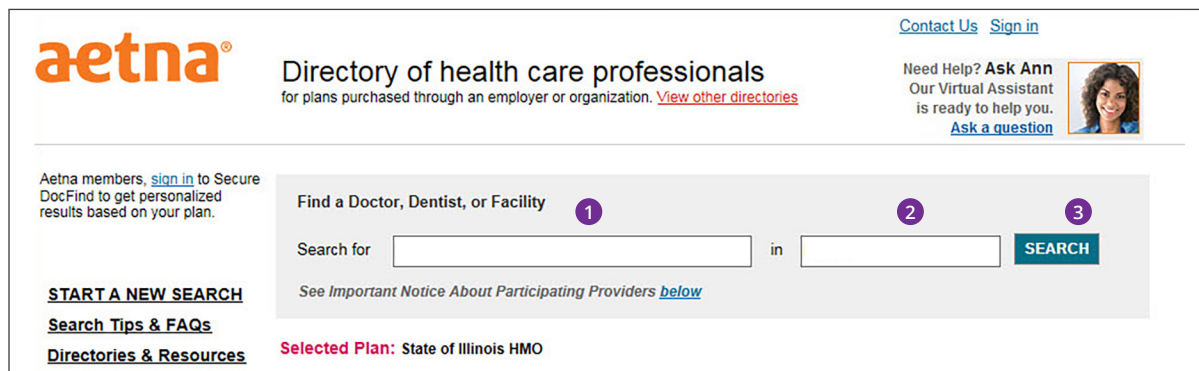 Contact Us Sign in
aetna®
Directory of health care professionals
for plans purchased through an employer or organization. View other directories
Need Help? Ask Ann
Our Virtual Assistant
is ready to help you.
Ask a question
Aetna members, sign in to Secure
DocFind to get personalized
results based on your plan.
START A NEW SEARCH
Search Tips & FAQs
Directories & Resources
Find a Doctor, Dentist, or Facility
1 2 3
Search for in SEARCH
See Important Notice About Participating Providers below
Selected Plan: State of Illinois HMO